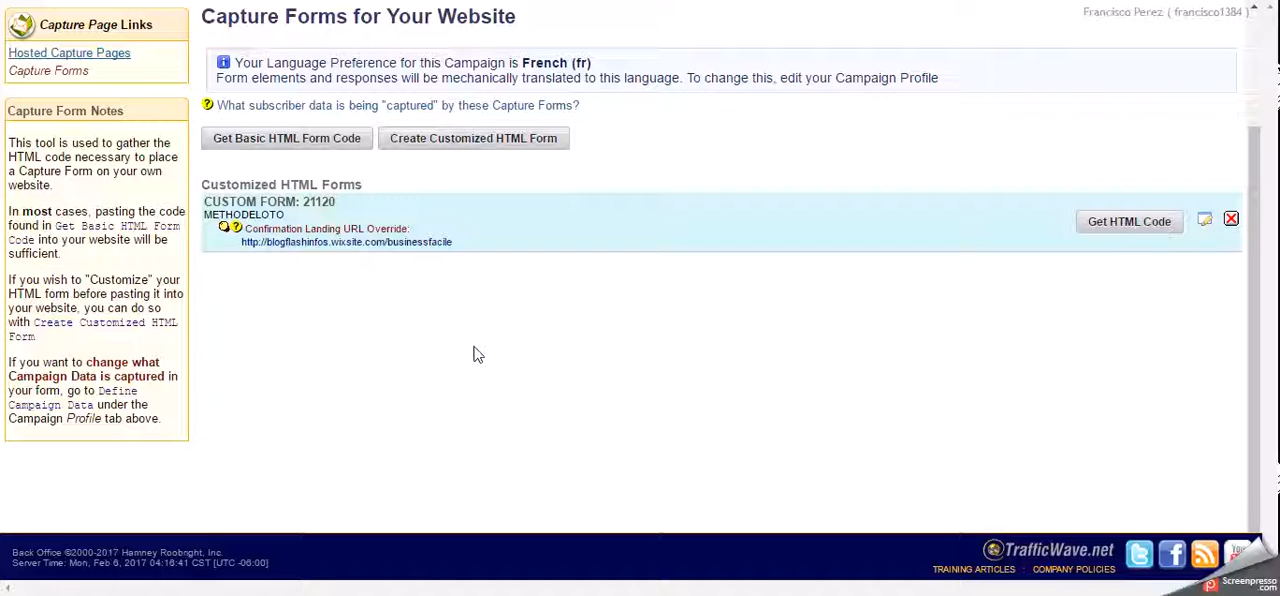 Capture Page Links
Hosted Capture Pages
Capture Forms
Capture Form Notes
This tool is used to gather the
HTML code necessary to place
a Capture Form on your own
website.
In most cases, pasting the code
found in Get Basic HTML Form
Code into your website will be
sufficient.
If you wish to "Customize" your
HTML form before pasting it into
your website, you can do so
with Create Customized HTML
Form
If you want to change what
Campaign Data is captured in
your form, go to Define
Campaign Data under the
Campaign Profile tab above.
Capture Forms for Your Website
Francisco Perez ( francisco1384 )
Your Language Preference for this Campaign is French (fr)
Form elements and responses will be mechanically translated to this language. To change this, edit your Campaign Profile
What subscriber data is being "captured" by these Capture Forms?
Get Basic HTML Form Code Create Customized HTML Form
Customized HTML Forms
CUSTOM FORM: 21120
METHODELOTO
Confirmation Landing URL Override:
http://blogflashinfos.wixsite.com/businessfacile
Get HTML Code
Back Office ©2000-2017 Hamney Roobright, Inc.
Server Time: Mon, Feb 6, 2017 04:16:41 CST [UTC -06:00]
TrafficWave.net
TRAINING ARTICLES : COMPANY POLICIES
Screenpresso
.com